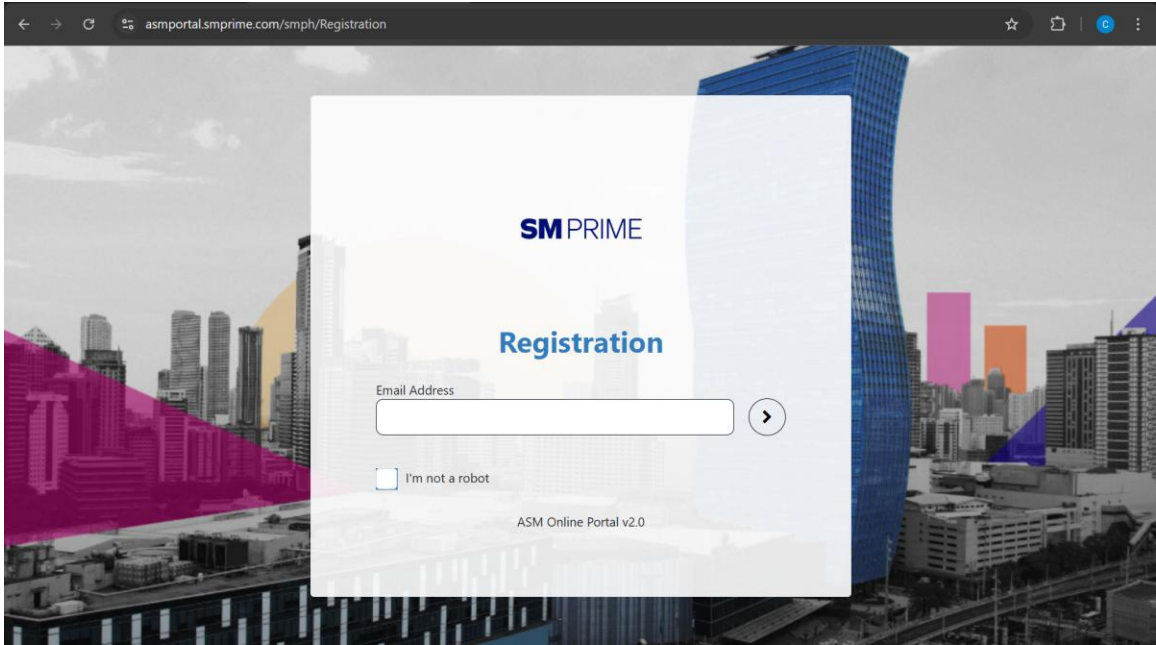 asmportal.smprime.com/smph/Registration
C
SM PRIME
Registration
Email Address
I'm not a robot
ASM Online Portal v2.0